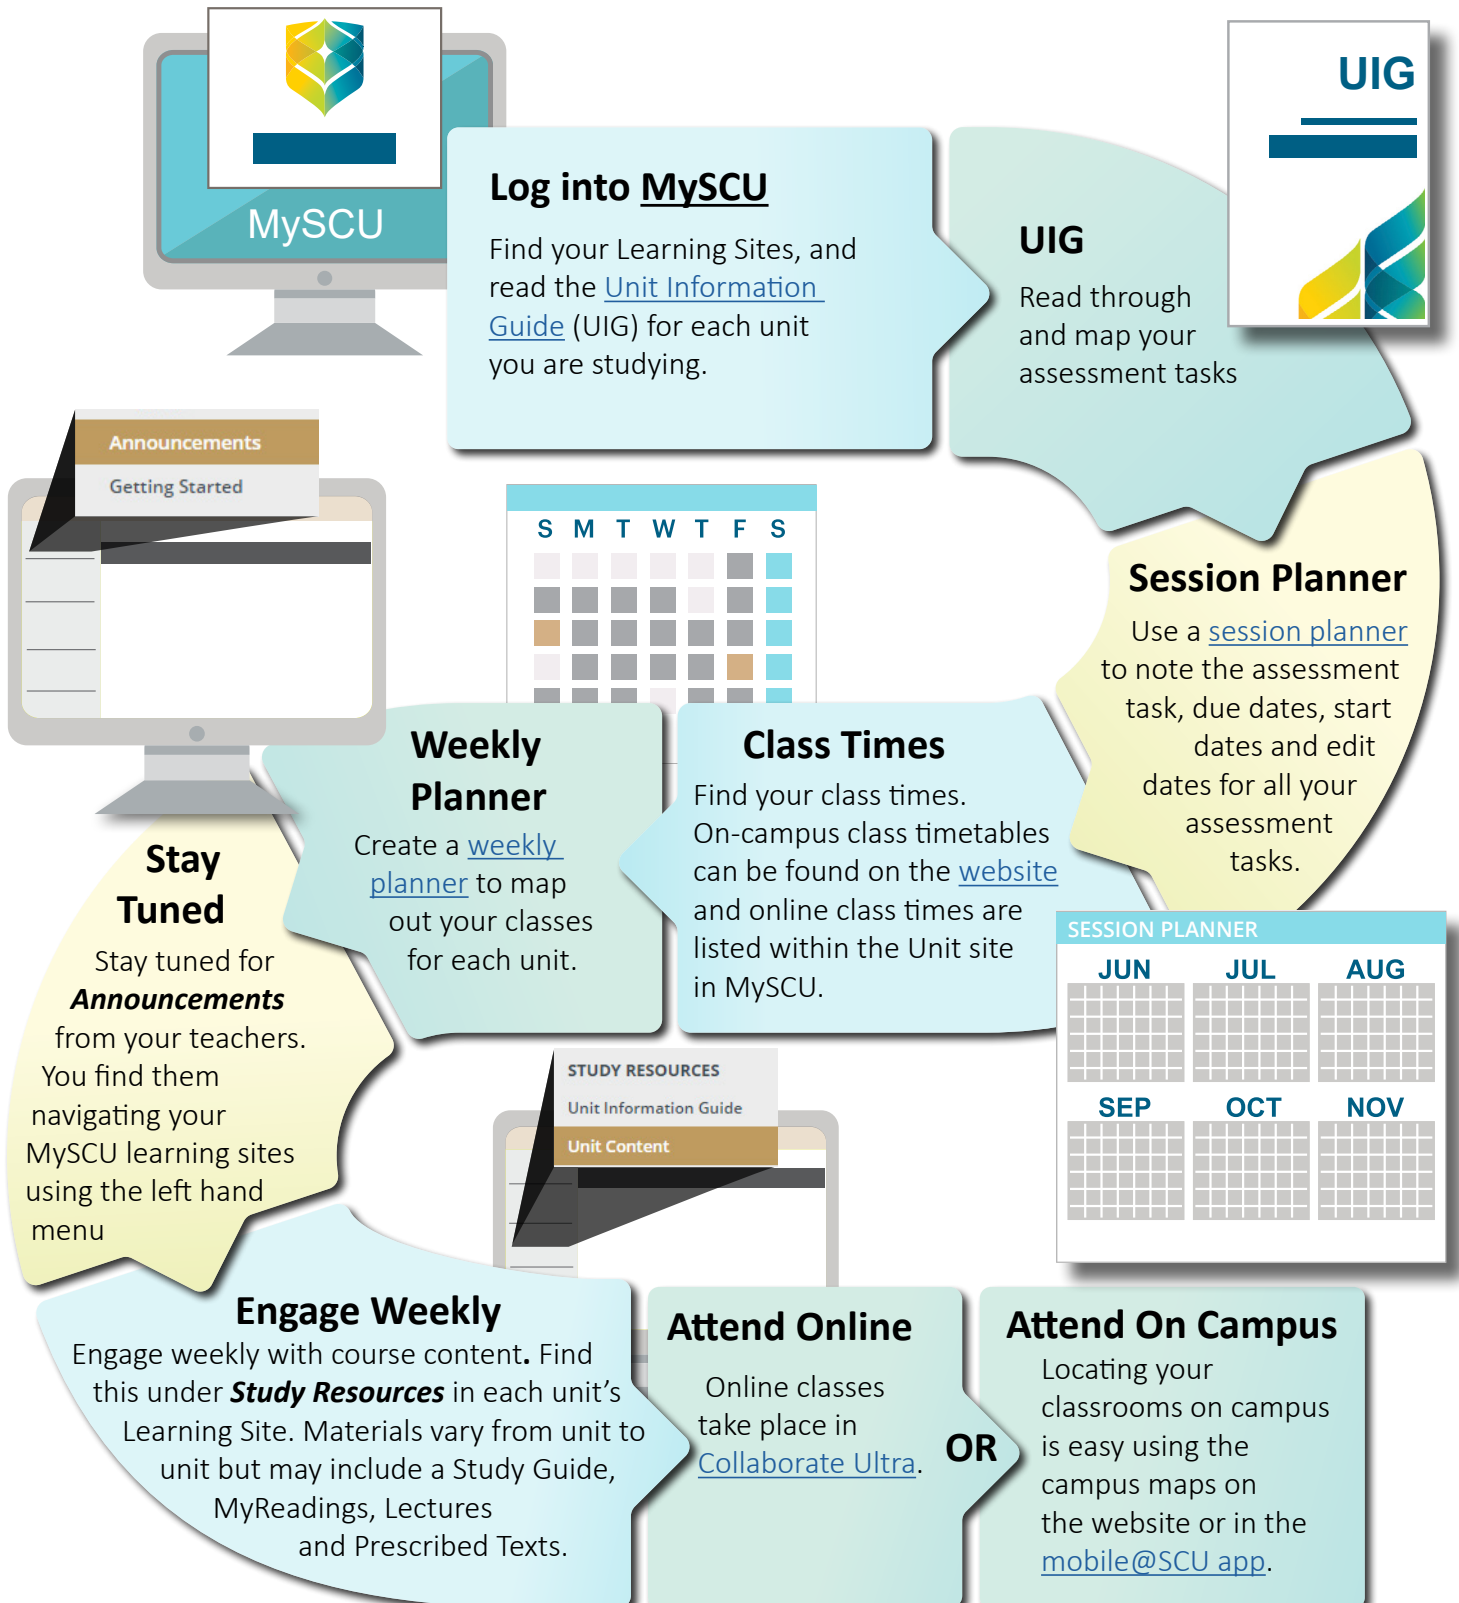 MySCU
Log into MySCU
Find your Learning Sites, and
read the Unit Information
Guide (UIG) for each unit
you are studying.
UIG
UIG
Read through
and map your
assessment tasks
Session Planner
Use a session planner
to note the assessment
task, due dates, start
dates and edit
dates for all your
assessment
tasks.
SESSION PLANNER
JUN JUL AUG
SEP OCT NOV
S M T W T F S
Class Times
Find your class times.
On-campus class timetables
can be found on the website
and online class times are
listed within the Unit site
in MySCU.
Weekly
Planner
Create a weekly
planner to map
out your classes
for each unit.
Announcements
Getting Started
Stay
Tuned
Stay tuned for
Announcements
from your teachers.
You find them
navigating your
MySCU learning sites
using the left hand
menu
STUDY RESOURCES
Unit Information Guide
Unit Content
Engage Weekly
Engage weekly with course content. Find
this under Study Resources in each unit's
Learning Site. Materials vary from unit to
unit but may include a Study Guide,
MyReadings, Lectures
and Prescribed Texts.
Attend Online
Online classes
take place in
Collaborate Ultra.
OR
Attend On Campus
Locating your
classrooms on campus
is easy using the
campus maps on
the website or in the
mobile@SCU app.